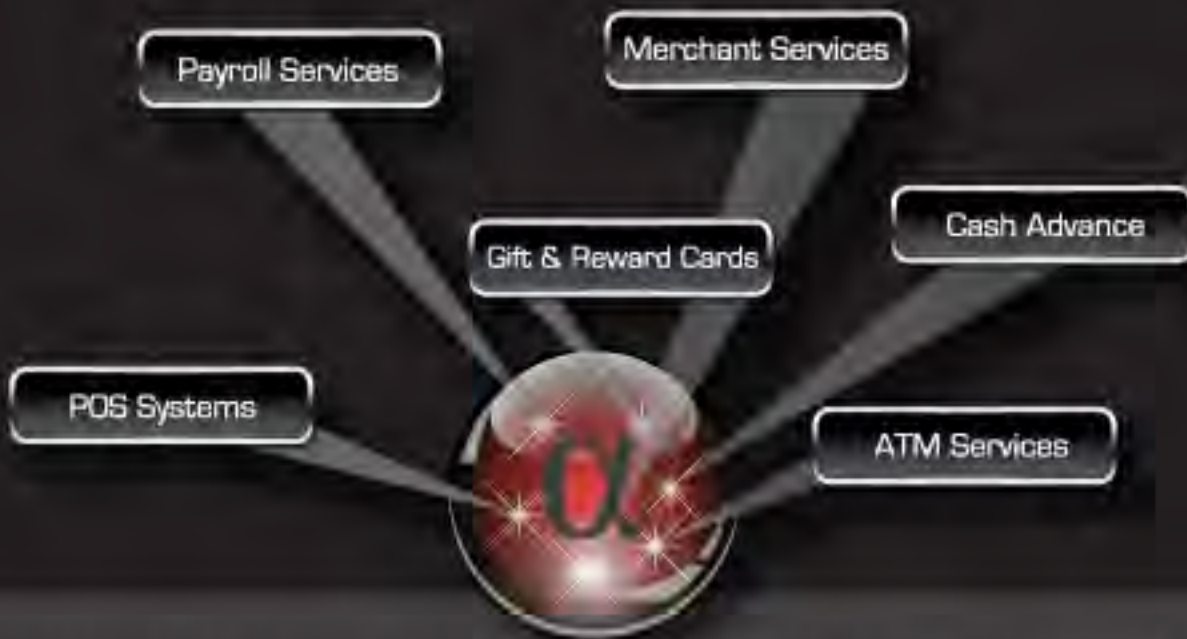 Payroll Services
Merchant Services
Gift & Reward Cards
Cash Advance
POS Systems
ATM Services
α